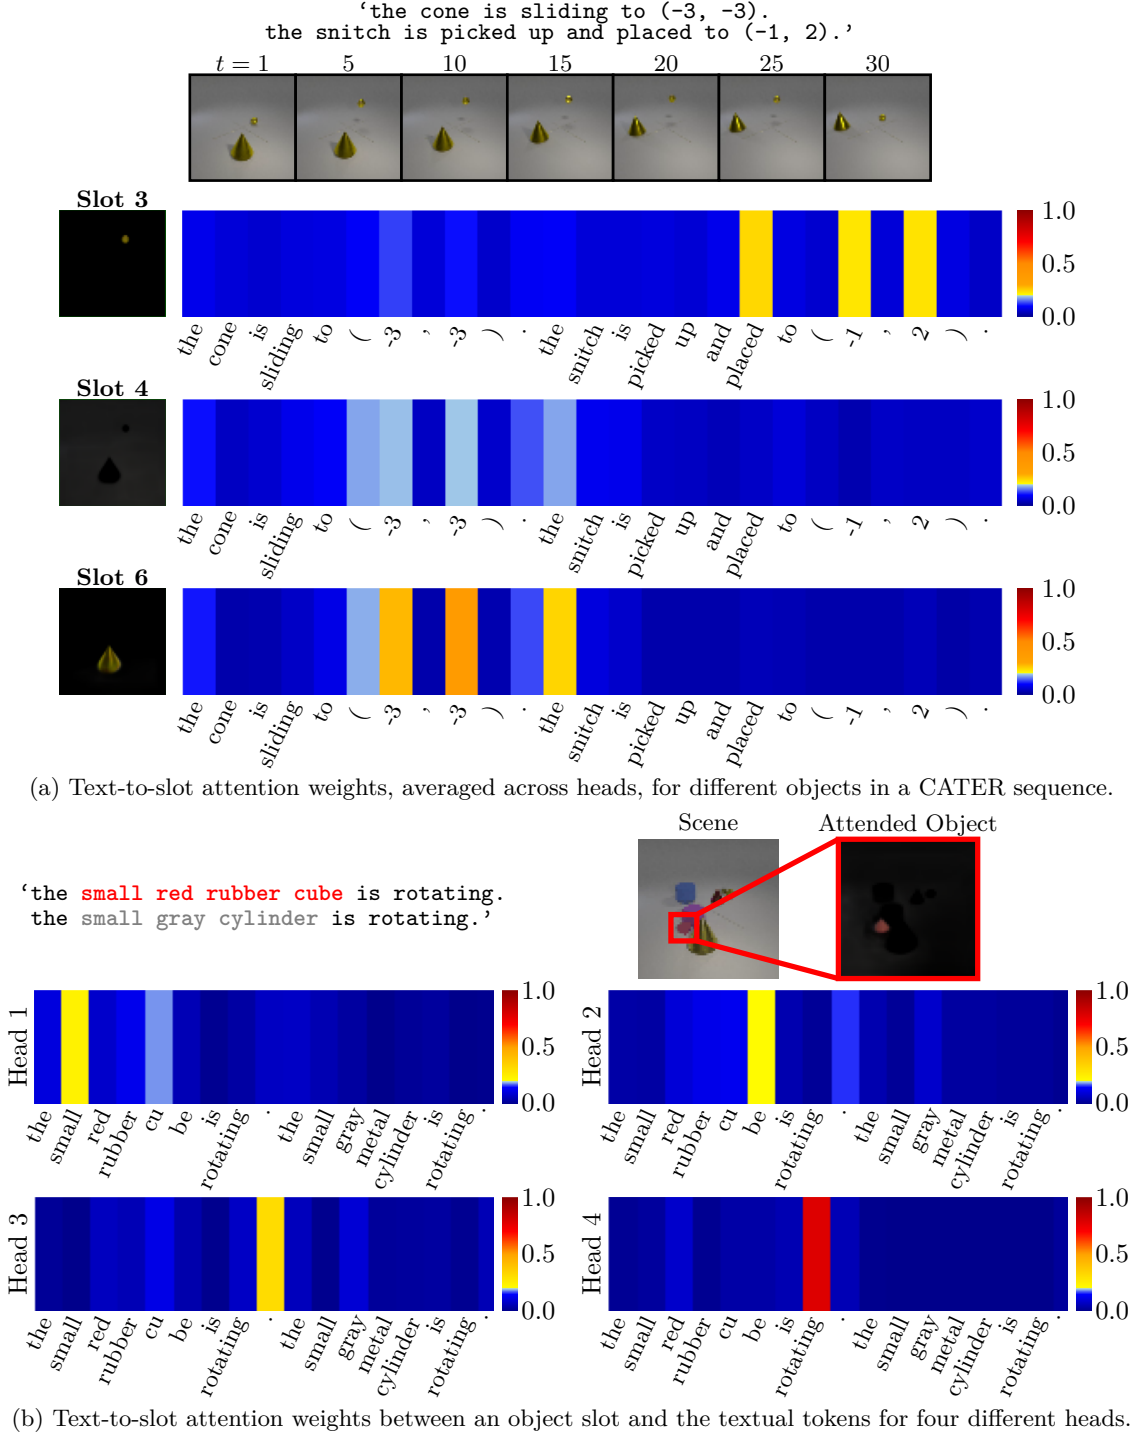 ‘the cone is sliding to (-3, -3).
the snitch is picked up and placed to (-1, 2).’
t = 1 5 10 15 20 25 30
Slot 3
1.0
0.5
0.0
the cone is sliding to ( -3 , -3 ) . the snitch is picked up and placed to ( -1 , 2 ) .
Slot 4
1.0
0.5
0.0
the cone is sliding to ( -3 , -3 ) . the snitch is picked up and placed to ( -1 , 2 ) .
Slot 6
1.0
0.5
0.0
the cone is sliding to ( -3 , -3 ) . the snitch is picked up and placed to ( -1 , 2 ) .
(a) Text-to-slot attention weights, averaged across heads, for different objects in a CATER sequence.
Scene Attended Object
‘the small red rubber cube is rotating.
the small gray cylinder is rotating.’
Head 1
1.0
0.5
0.0
the small red rubber cu be is rotating . the small gray metal cylinder is rotating .
Head 2
1.0
0.5
0.0
the small red rubber cu be is rotating . the small gray metal cylinder is rotating .
Head 3
1.0
0.5
0.0
the small red rubber cu be is rotating . the small gray metal cylinder is rotating .
Head 4
1.0
0.5
0.0
the small red rubber cu be is rotating . the small gray metal cylinder is rotating .
(b) Text-to-slot attention weights between an object slot and the textual tokens for four different heads.